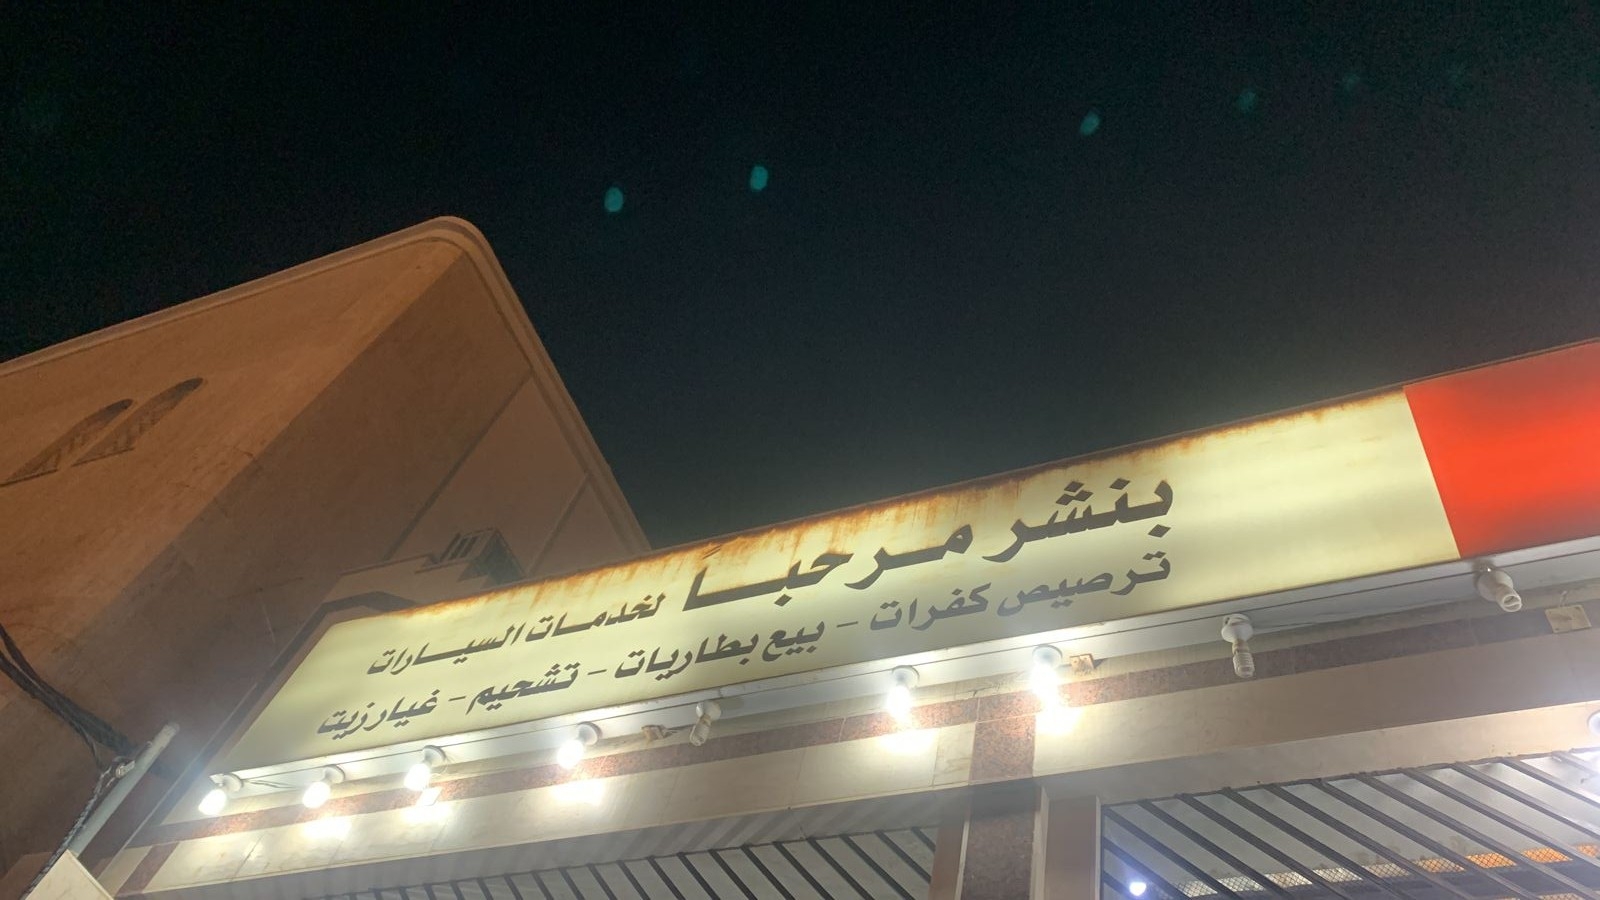 بنشر مرحباً لخدمات السيارات
ترصيص كفرات - بيع بطاريات - تشحيم - غيار زيت